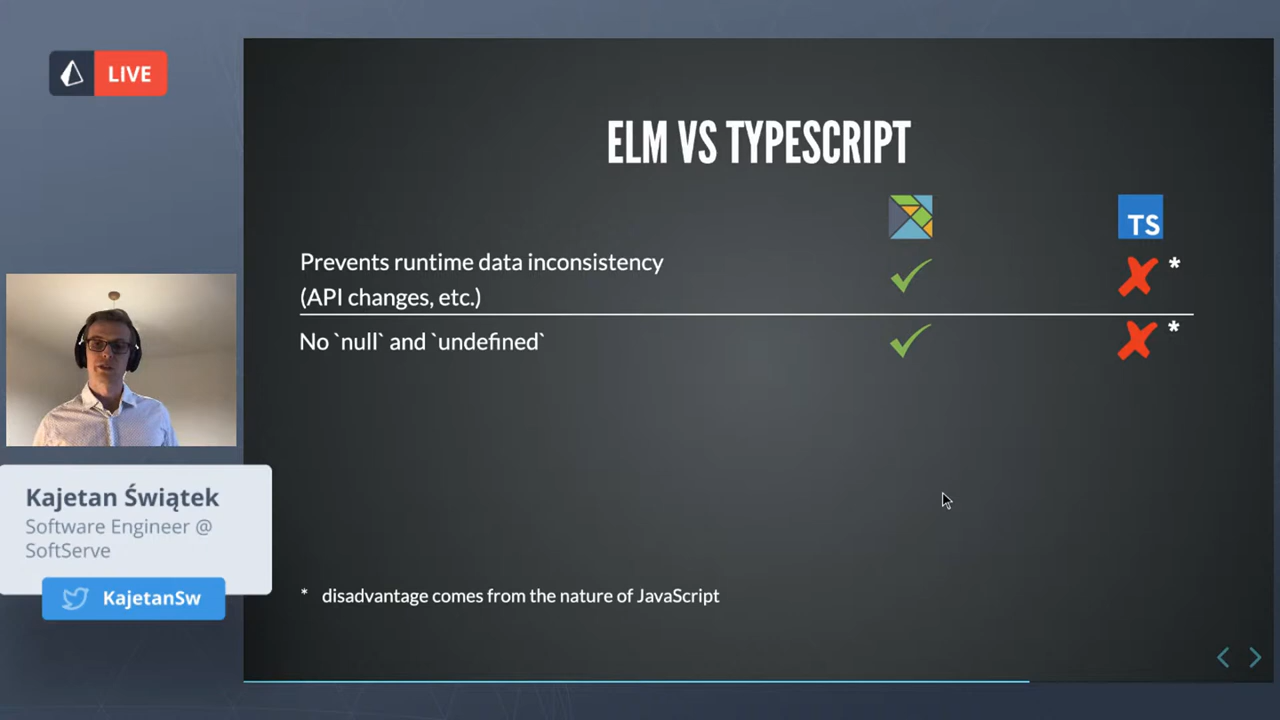 LIVE
ELM VS TYPESCRIPT
TS
Prevents runtime data inconsistency
(API changes, etc.)
*
No `null` and `undefined`
*
Kajetan Świątek
Software Engineer @
SoftServe
KajetanSw
* disadvantage comes from the nature of JavaScript